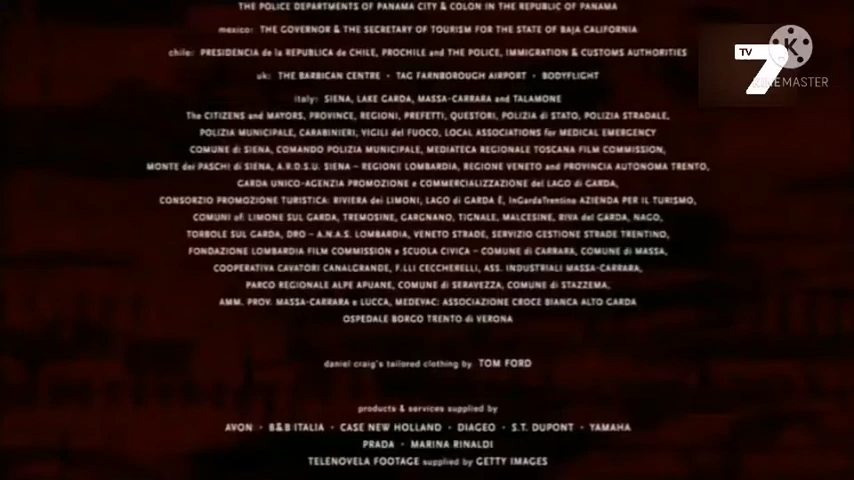 THE POLICE DEPARTMENTS OF PANAMA CITY & COLON IN THE REPUBLIC OF PANAMA
mexico: THE GOVERNOR & THE SECRETARY OF TOURISM FOR THE STATE OF BAJA CALIFORNIA
chile: PRESIDENCIA de la REPUBLICA de CHILE, PROCHILE and THE POLICE, IMMIGRATION & CUSTOMS AUTHORITIES
TV 7
K
KINEMASTER
uk: THE BARBICAN CENTRE • TAG FARNBOROUGH AIRPORT • BODYFLIGHT
italy: SIENA, LAKE GARDA, MASSA-CARRARA and TALAMONE
The CITIZENS and MAYORS, PROVINCE, REGIONI, PREFETTI, QUESTORI, POLIZIA di STATO, POLIZIA STRADALE,
POLIZIA MUNICIPALE, CARABINIERI, VIGILI del FUOCO, LOCAL ASSOCIATIONS for MEDICAL EMERGENCY
COMUNE di SIENA, COMANDO POLIZIA MUNICIPALE, MEDIATECA REGIONALE TOSCANA FILM COMMISSION,
MONTE dei PASCHI di SIENA, A.R.D.S.U. SIENA – REGIONE LOMBARDIA, REGIONE VENETO and PROVINCIA AUTONOMA TRENTO,
GARDA UNICO-AGENZIA PROMOZIONE e COMMERCIALIZZAZIONE del LAGO di GARDA,
CONSORZIO PROMOZIONE TURISTICA: RIVIERA dei LIMONI, LAGO di GARDA È, InGardaTrentino AZIENDA PER IL TURISMO,
COMUNI of: LIMONE SUL GARDA, TREMOSINE, GARGNANO, TIGNALE, MALCESINE, RIVA del GARDA, NAGO,
TORBOLE SUL GARDA, DRO – A.N.A.S. LOMBARDIA, VENETO STRADE, SERVIZIO GESTIONE STRADE TRENTINO,
FONDAZIONE LOMBARDIA FILM COMMISSION e SCUOLA CIVICA – COMUNE di CARRARA, COMUNE di MASSA,
COOPERATIVA CAVATORI CANALGRANDE, F.LLI CECCHERELLI, ASS. INDUSTRIALI MASSA-CARRARA,
PARCO REGIONALE ALPE APUANE, COMUNE di SERAVEZZA, COMUNE di STAZZEMA,
AMM. PROV. MASSA-CARRARA e LUCCA, MEDEVAC: ASSOCIAZIONE CROCE BIANCA ALTO GARDA
OSPEDALE BORGO TRENTO di VERONA
daniel craig's tailored clothing by TOM FORD
products & services supplied by
AVON • B&B ITALIA • CASE NEW HOLLAND • DIAGEO • S.T. DUPONT • YAMAHA
PRADA • MARINA RINALDI
TELENOVELA FOOTAGE supplied by GETTY IMAGES